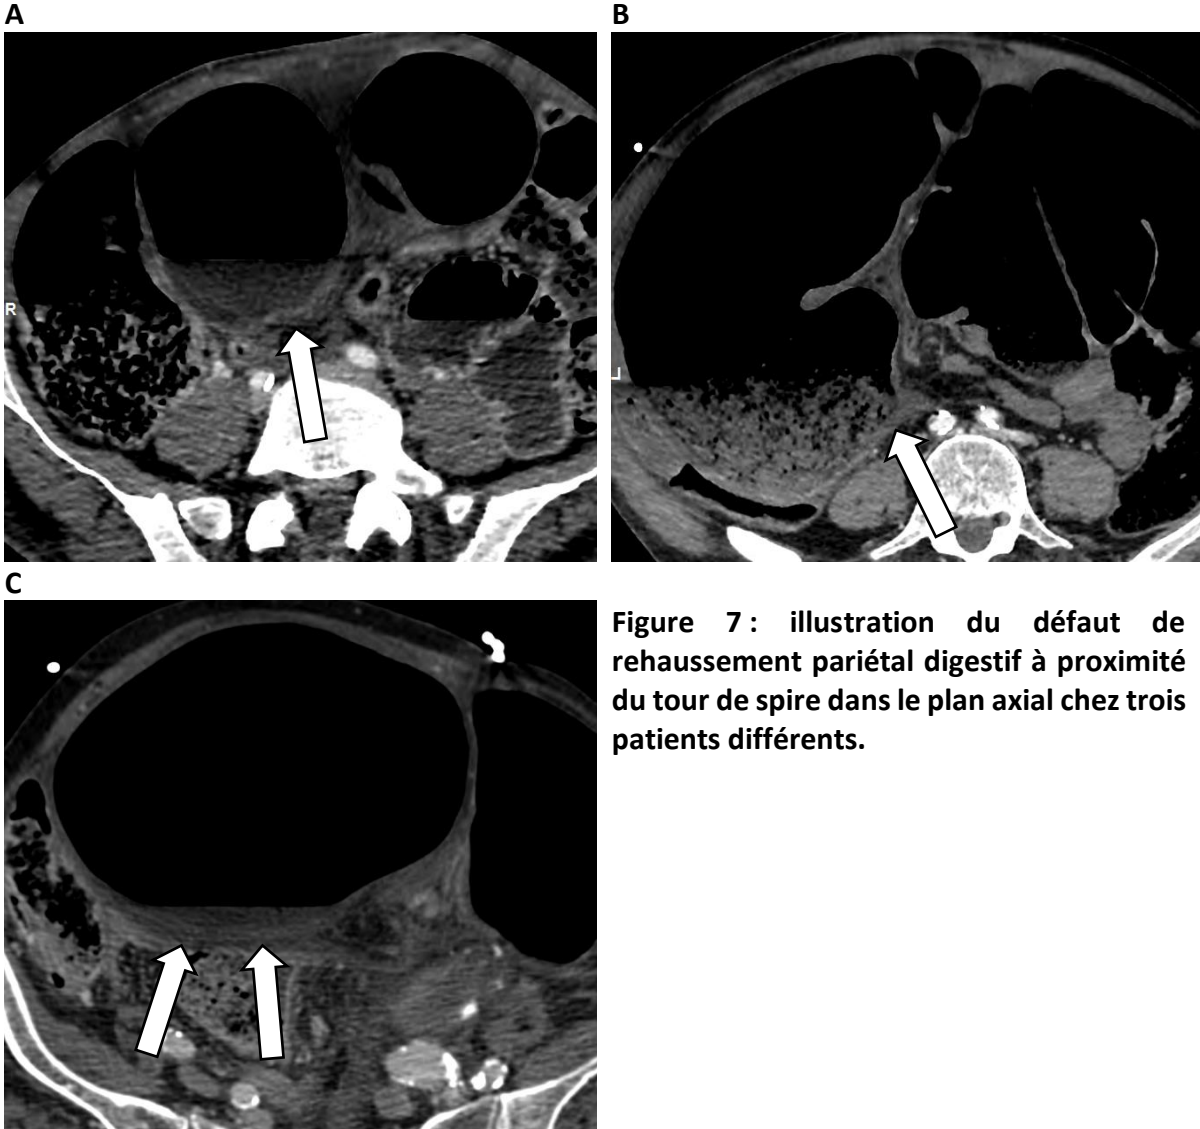 A
B
R
L
C
Figure 7 : illustration du défaut de
rehaussement pariétal digestif à proximité
du tour de spire dans le plan axial chez trois
patients différents.